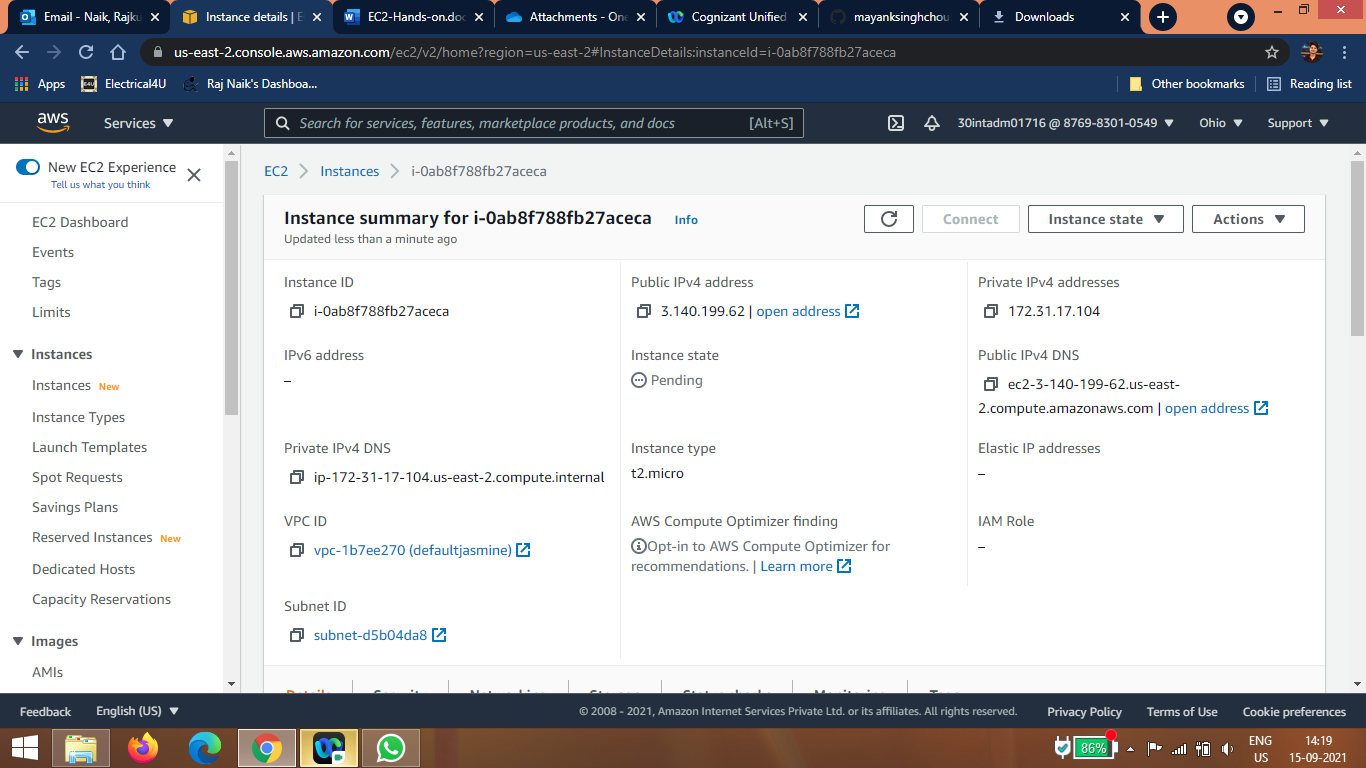 Email - Naik, Rajku
Instance details | E
EC2-Hands-on.do
Attachments - One
Cognizant Unified
mayanksinghchou
Downloads
us-east-2.console.aws.amazon.com/ec2/v2/home?region=us-east-2#InstanceDetails:instanceId=i-0ab8f788fb27aceca
Apps
Electrical4U
Raj Naik's Dashboa...
Other bookmarks
Reading list
aws
Services
Search for services, features, marketplace products, and docs
[Alt+S]
30intadm01716 @ 8769-8301-0549
Ohio
Support
New EC2 Experience
Tell us what you think
EC2 Dashboard
Events
Tags
Limits
Instances
Instances New
Instance Types
Launch Templates
Spot Requests
Savings Plans
Reserved Instances New
Dedicated Hosts
Capacity Reservations
Images
AMIs
EC2
Instances
i-0ab8f788fb27aceca
Instance summary for i-0ab8f788fb27aceca Info
Updated less than a minute ago
Connect
Instance state
Actions
Instance ID
i-0ab8f788fb27aceca
Public IPv4 address
3.140.199.62 | open address
Private IPv4 addresses
172.31.17.104
IPv6 address
–
Instance state
Pending
Public IPv4 DNS
ec2-3-140-199-62.us-east-
2.compute.amazonaws.com | open address
Private IPv4 DNS
ip-172-31-17-104.us-east-2.compute.internal
Instance type
t2.micro
Elastic IP addresses
–
VPC ID
vpc-1b7ee270 (defaultjasmine)
AWS Compute Optimizer finding
Opt-in to AWS Compute Optimizer for
recommendations. | Learn more
IAM Role
–
Subnet ID
subnet-d5b04da8
Details
Security
Networking
Storage
Status checks
Monitoring
Tags
Feedback
English (US)
© 2008 - 2021, Amazon Internet Services Private Ltd. or its affiliates. All rights reserved.
Privacy Policy
Terms of Use
Cookie preferences
86%
ENG
US
14:19
15-09-2021